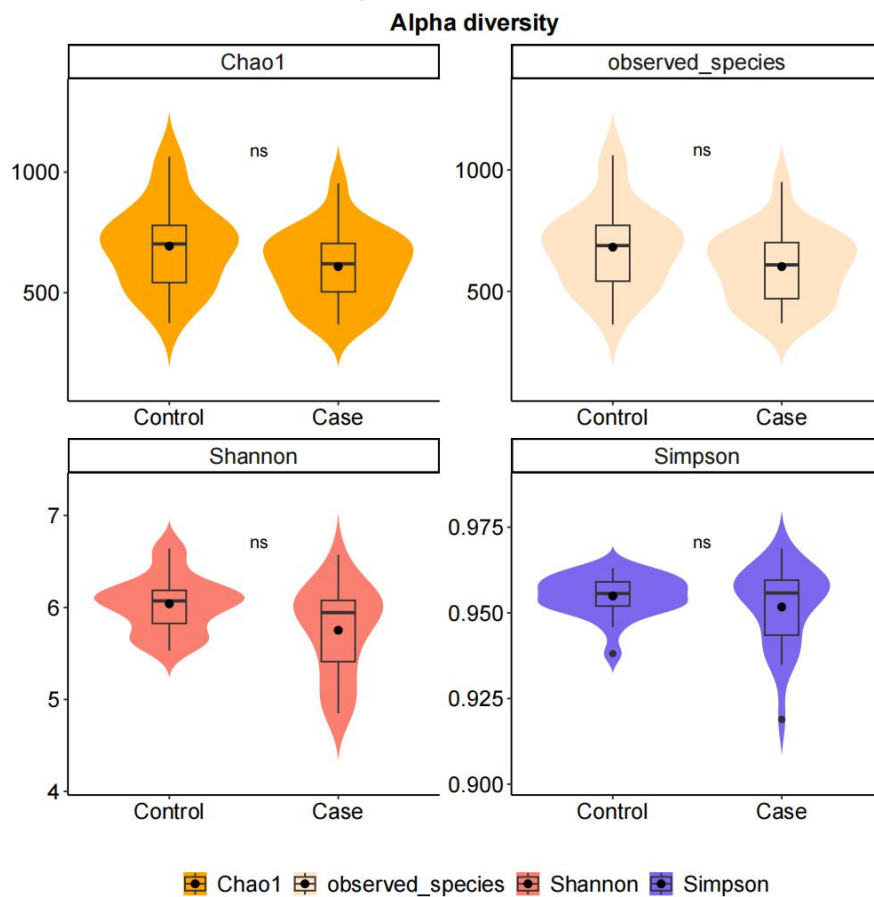 Alpha diversity
Chao1
observed_species
ns
ns
1000
1000
500
500
Control
Case
Control
Case
Shannon
Simpson
7
ns
6
5
4
ns
0.975
0.950
0.925
0.900
Control
Case
Control
Case
Chao1
observed_species
Shannon
Simpson